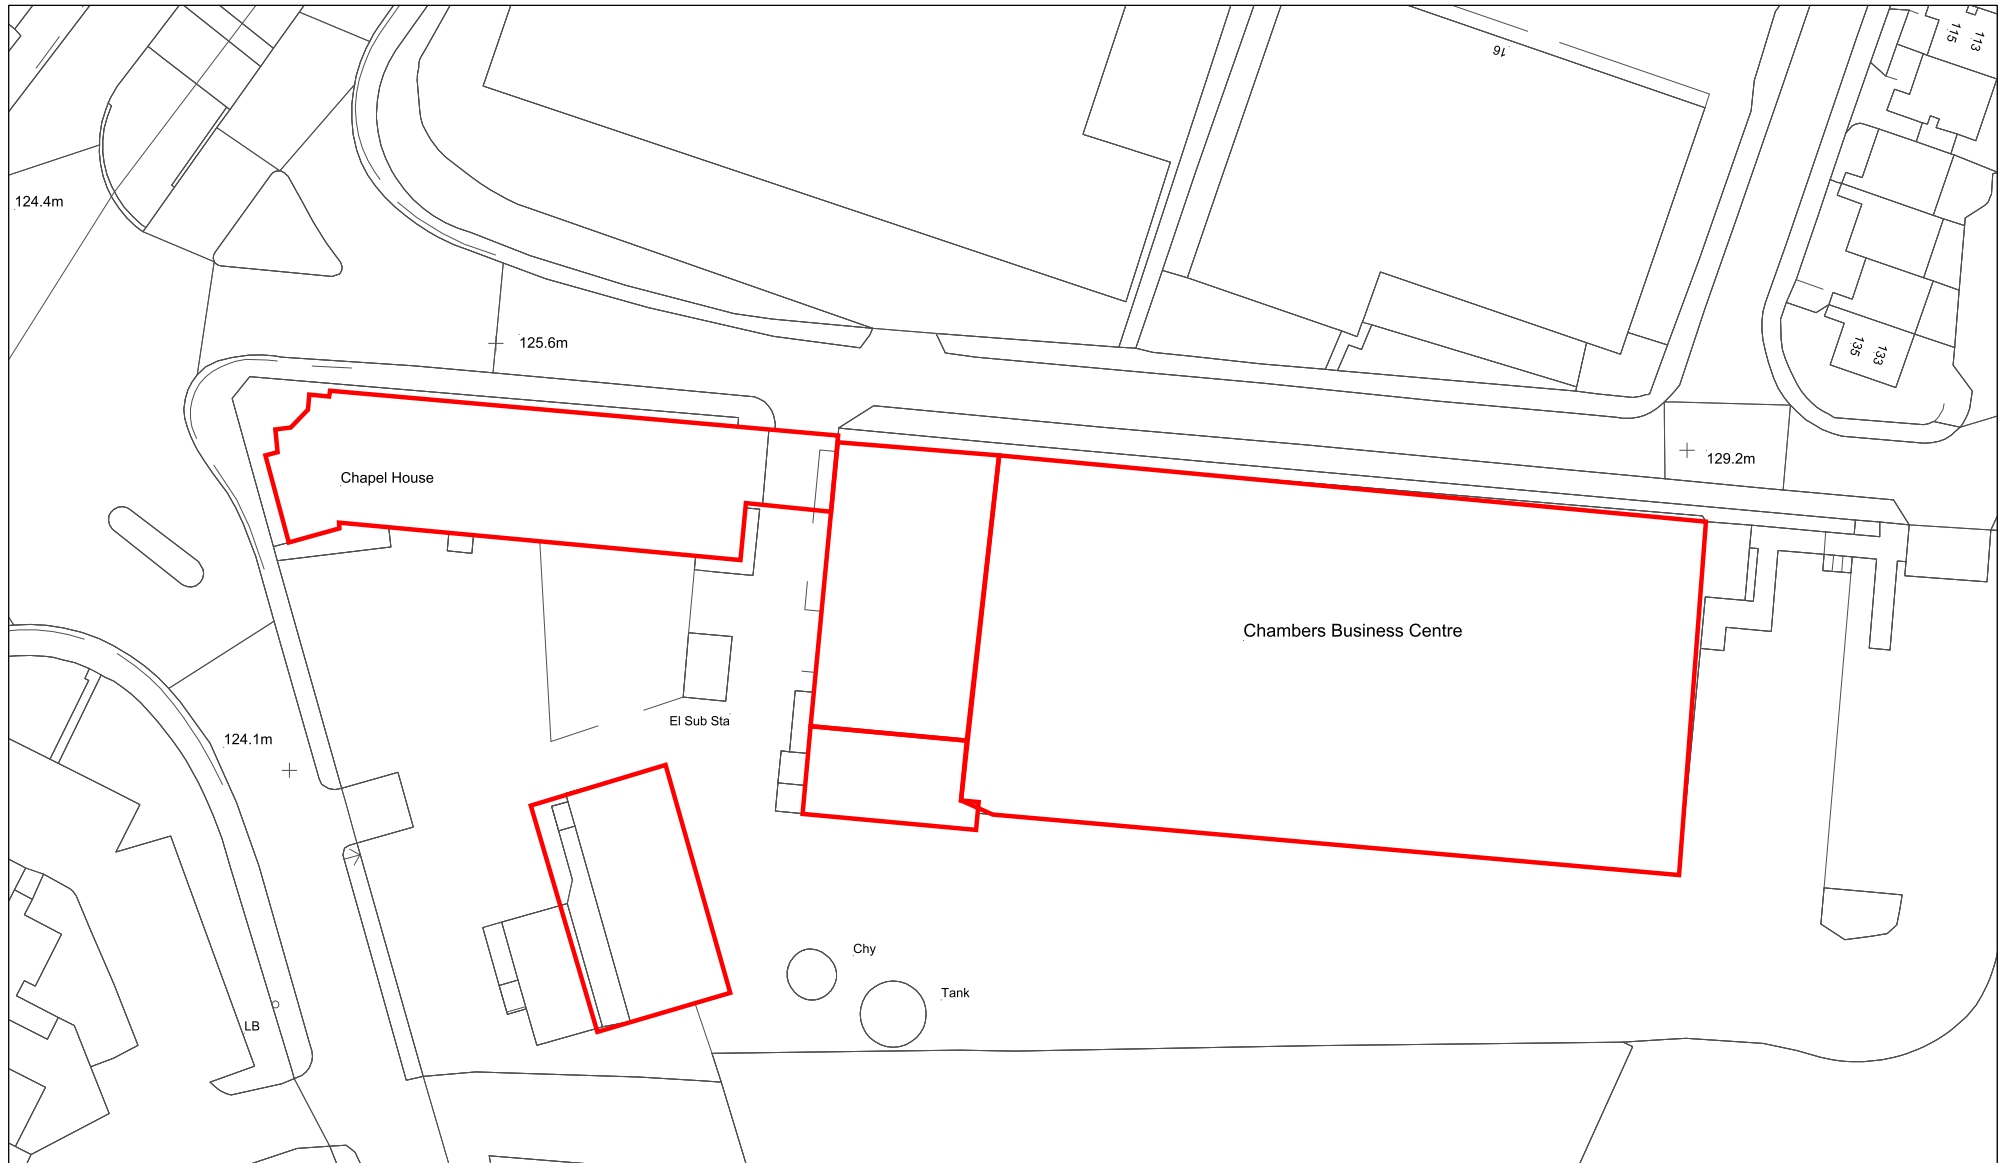 115
113
16
124.4m
125.6m
135
133
129.2m
Chapel House
Chambers Business Centre
El Sub Sta
124.1m
Chy
Tank
LB